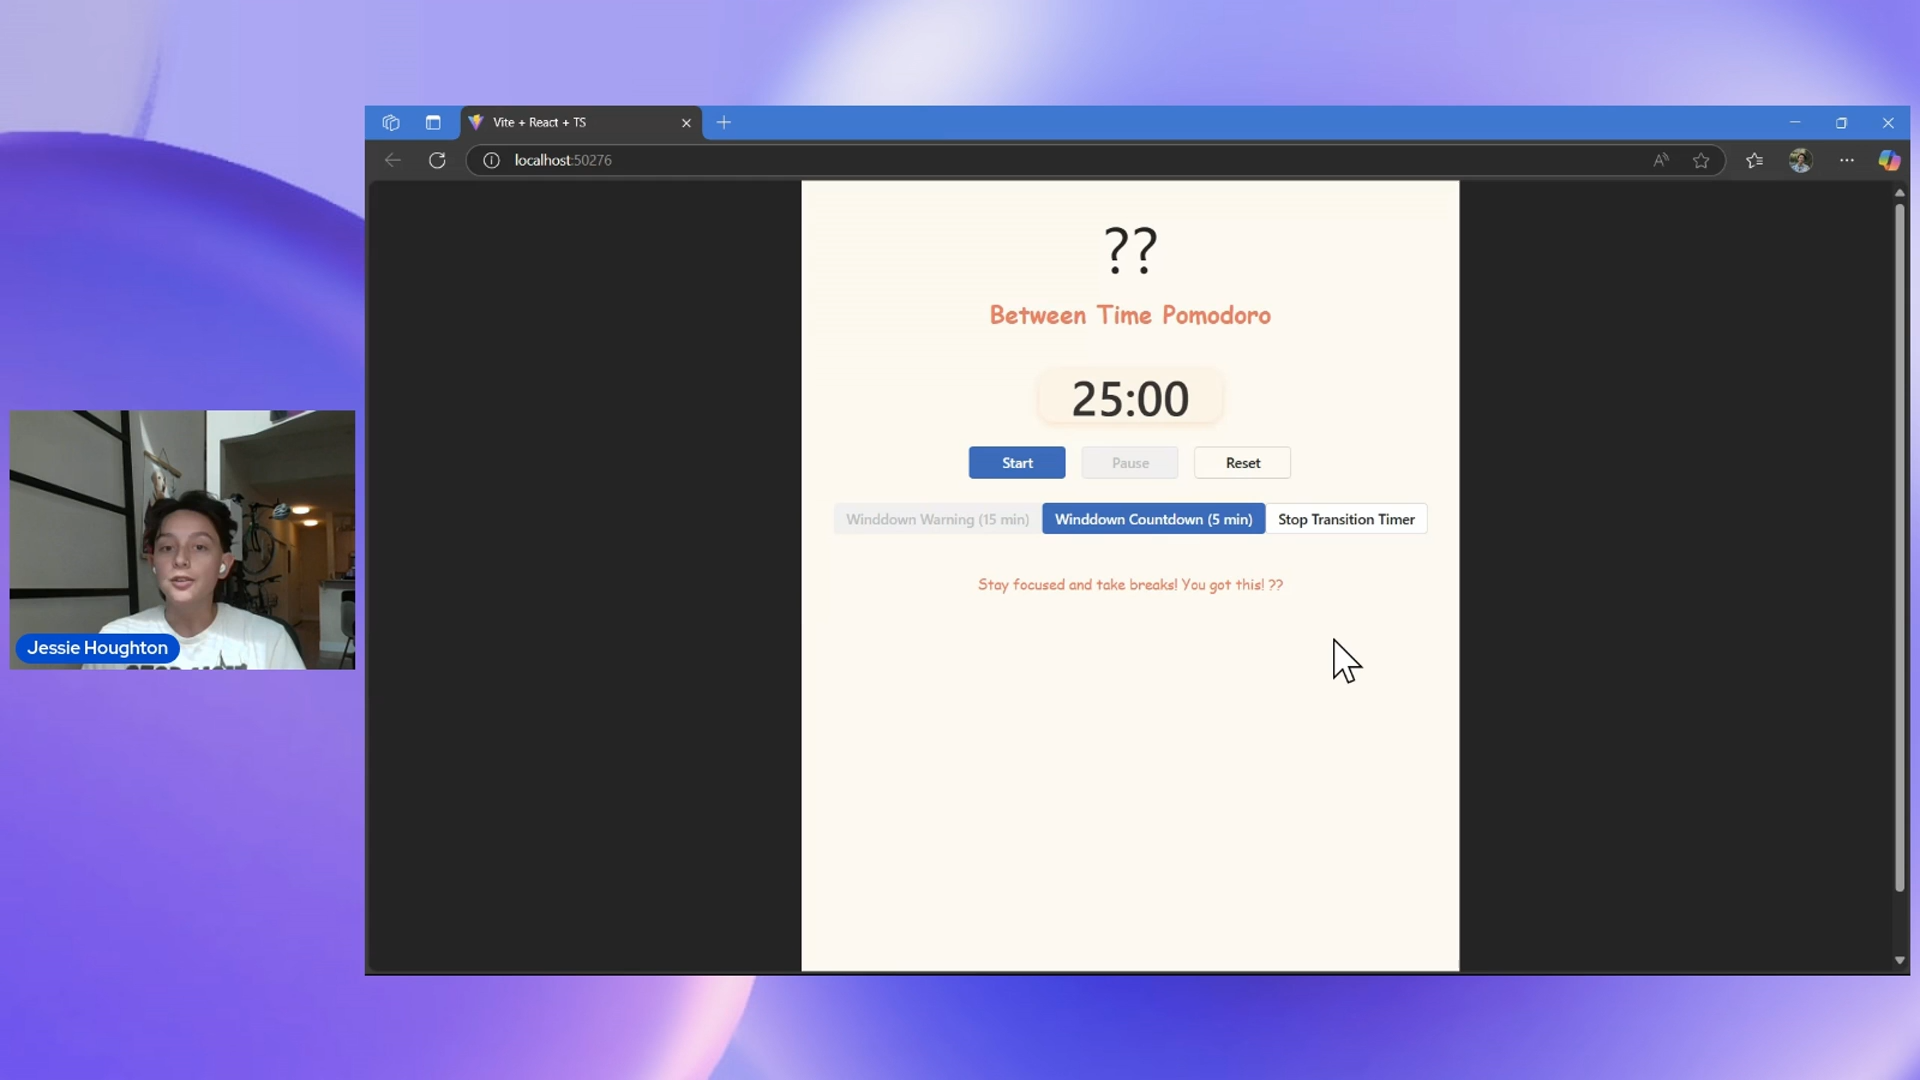 Vite + React + TS
localhost:50276
??
Between Time Pomodoro
25:00
Start Pause Reset
Winddown Warning (15 min) Winddown Countdown (5 min) Stop Transition Timer
Stay focused and take breaks! You got this! ??
Jessie Houghton